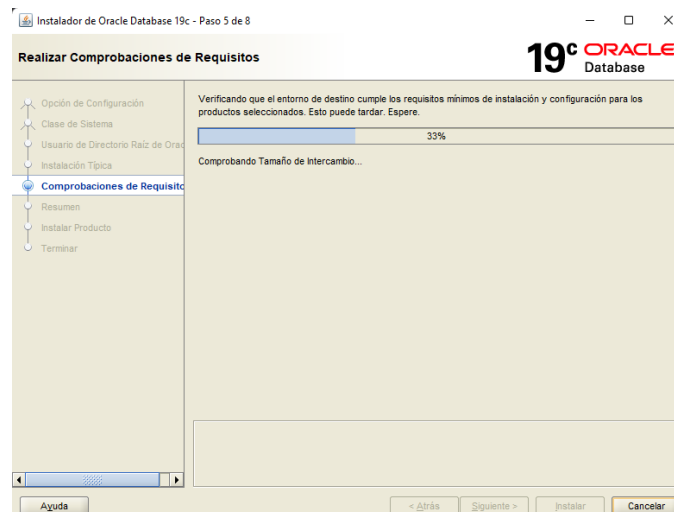 Instalador de Oracle Database 19c - Paso 5 de 8
Realizar Comprobaciones de Requisitos
19c ORACLE
Database
Opción de Configuración
Clase de Sistema
Usuario de Directorio Raíz de Orac
Instalación Típica
Comprobaciones de Requisito
Resumen
Instalar Producto
Terminar
Verificando que el entorno de destino cumple los requisitos mínimos de instalación y configuración para los
productos seleccionados. Esto puede tardar. Espere.
33%
Comprobando Tamaño de Intercambio...
Ayuda
< Atrás
Siguiente >
Instalar
Cancelar